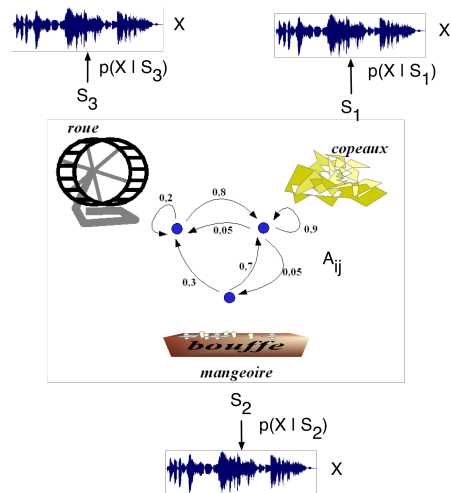 X
X
p(X | S3)
p(X | S1)
S3
S1
roue
copeaux
0,2
0,8
0,05
0,9
Aij
0,3
0,7
0,05
bouffe
mangeoire
S2
p(X | S2)
X